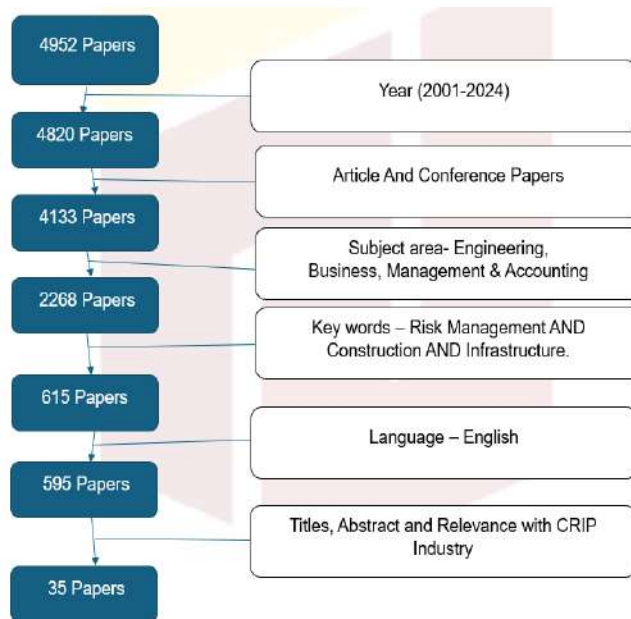 4952 Papers
Year (2001-2024)
4820 Papers
Article And Conference Papers
4133 Papers
Subject area- Engineering,
Business, Management & Accounting
2268 Papers
Key words – Risk Management AND
Construction AND Infrastructure.
615 Papers
Language – English
595 Papers
Titles, Abstract and Relevance with CRIP
Industry
35 Papers